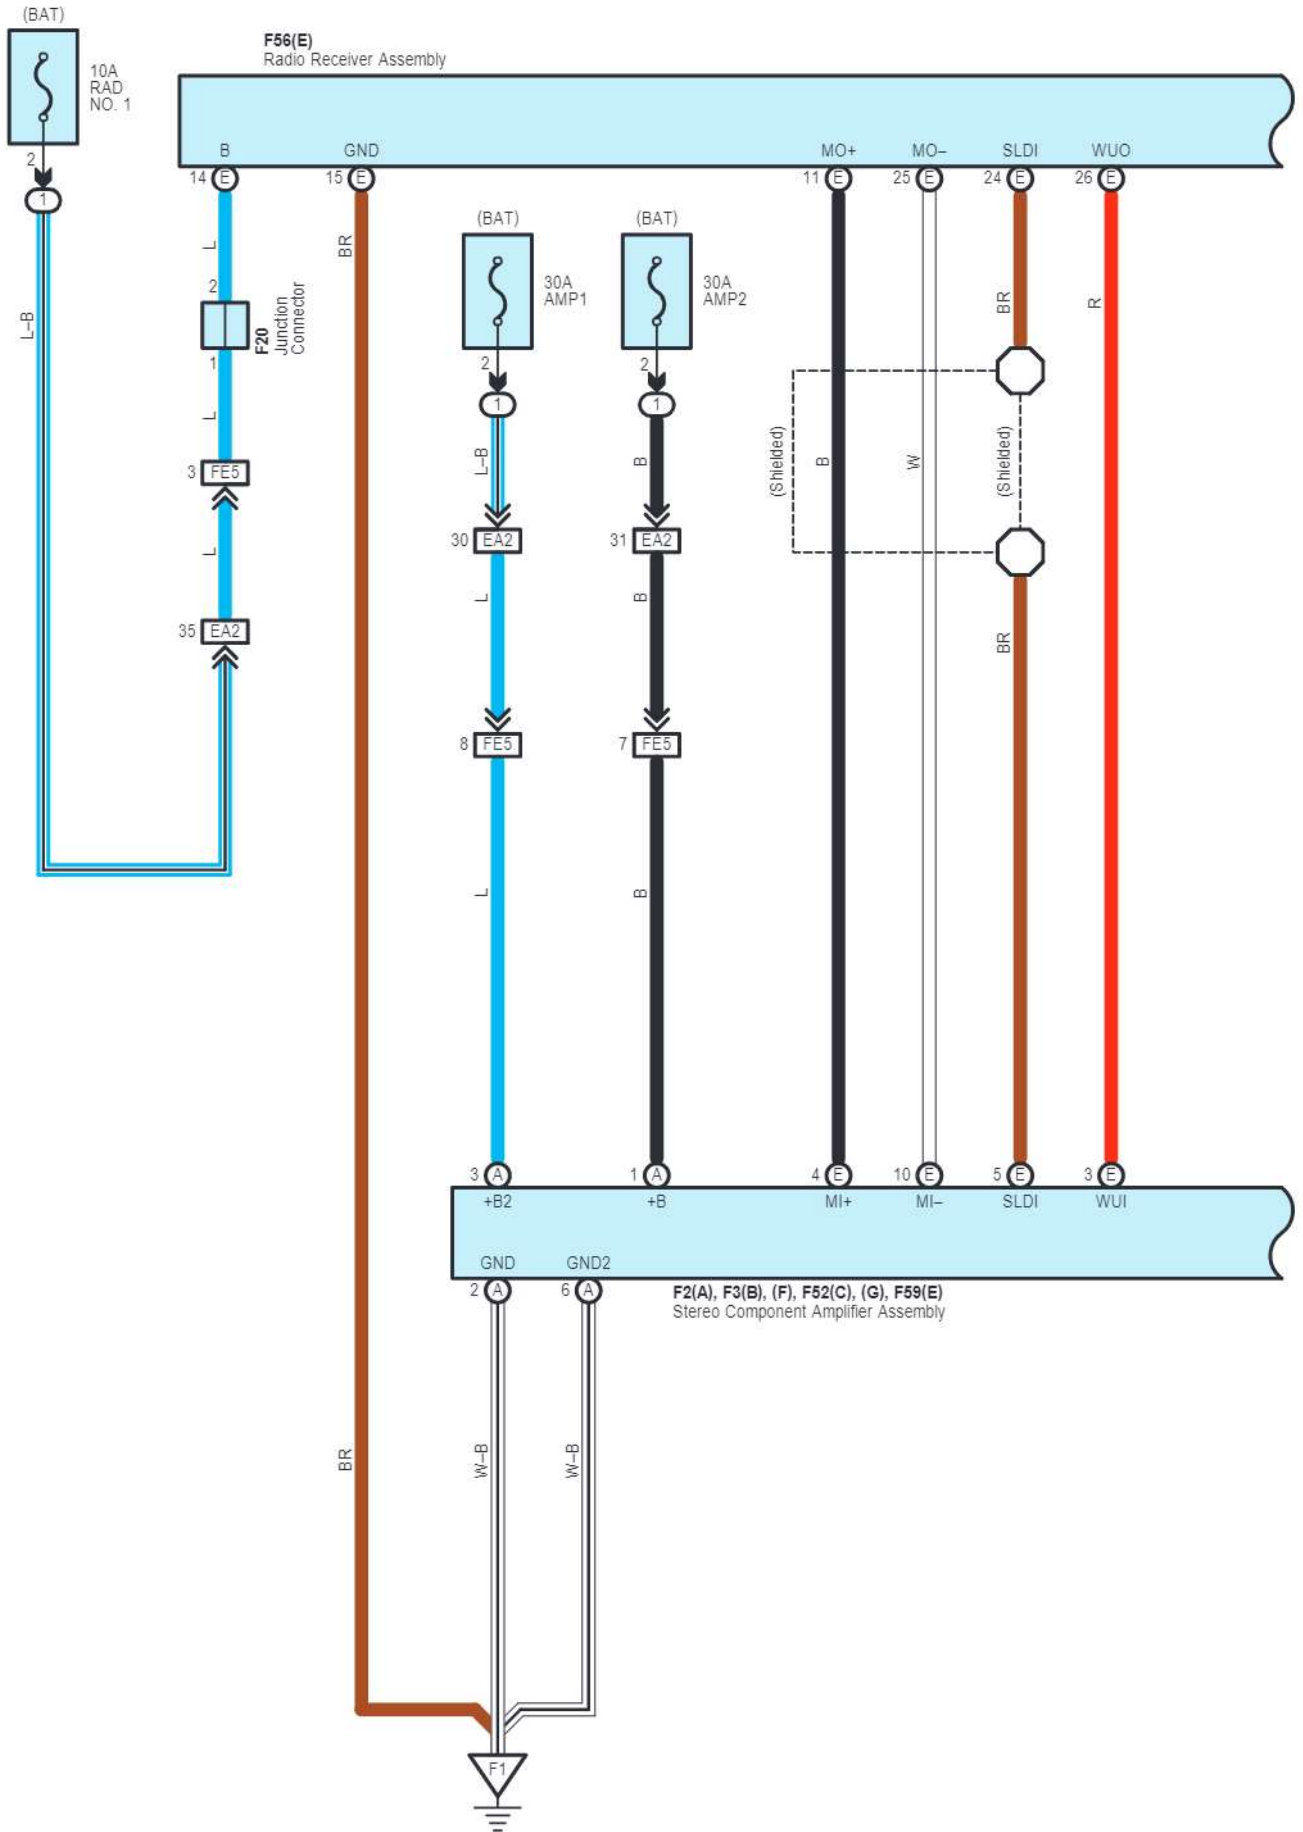 (BAT)
10A
RAD
NO. 1
2
1
L–B
F56(E)
Radio Receiver Assembly
B
GND
MO+
MO–
SLDI
WUO
14 E
15 E
11 E
25 E
24 E
26 E
L
2
F20
Junction
Connector
1
L
3 FE5
L
35 EA2
BR
(BAT)
30A
AMP1
2
1
L–B
30 EA2
L
8 FE5
L
(BAT)
30A
AMP2
2
1
B
31 EA2
B
7 FE5
B
(Shielded)
B
W
BR
(Shielded)
BR
R
3 A
1 A
4 E
10 E
5 E
3 E
+B2
+B
MI+
MI–
SLDI
WUI
GND
GND2
2 A
6 A
F2(A), F3(B), (F), F52(C), (G), F59(E)
Stereo Component Amplifier Assembly
BR
W–B
W–B
F1